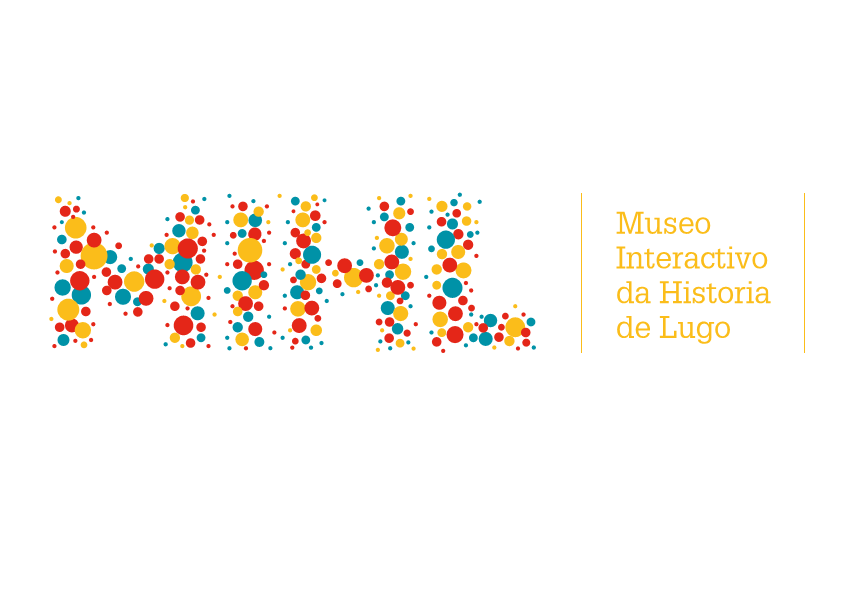 MIHL
Museo
Interactivo
da Historia
de Lugo